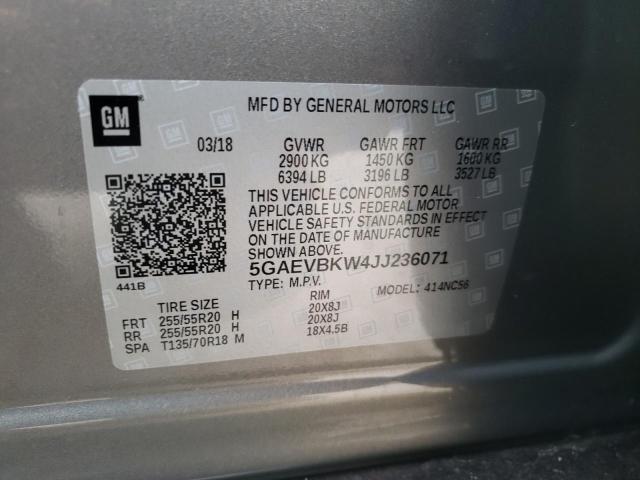 GM
MFD BY GENERAL MOTORS LLC
03/18 GVWR GAWR FRT GAWR RR
2900 KG 1450 KG 1600 KG
6394 LB 3196 LB 3527 LB
THIS VEHICLE CONFORMS TO ALL
APPLICABLE U.S. FEDERAL MOTOR
VEHICLE SAFETY STANDARDS IN EFFECT
ON THE DATE OF MANUFACTURE
SHOWN ABOVE.
441B
5GAEVBKW4JJ236071
TYPE: M.P.V. MODEL: 414NC56
TIRE SIZE RIM
FRT 255/55R20 H 20X8J
RR 255/55R20 H 20X8J
SPA T135/70R18 M 18X4.5B